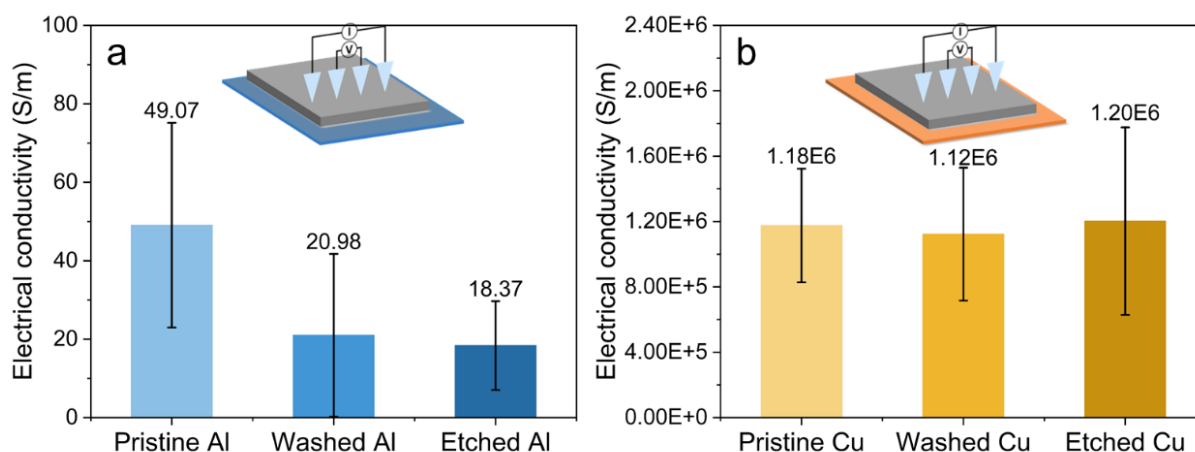 a
Electrical conductivity (S/m)
100
80
60
40
20
0
I
V
49.07
20.98
18.37
Pristine Al
Washed Al
Etched Al
b
Electrical conductivity (S/m)
2.40E+6
2.00E+6
1.60E+6
1.20E+6
8.00E+5
4.00E+5
0.00E+0
I
V
1.18E6
1.12E6
1.20E6
Pristine Cu
Washed Cu
Etched Cu